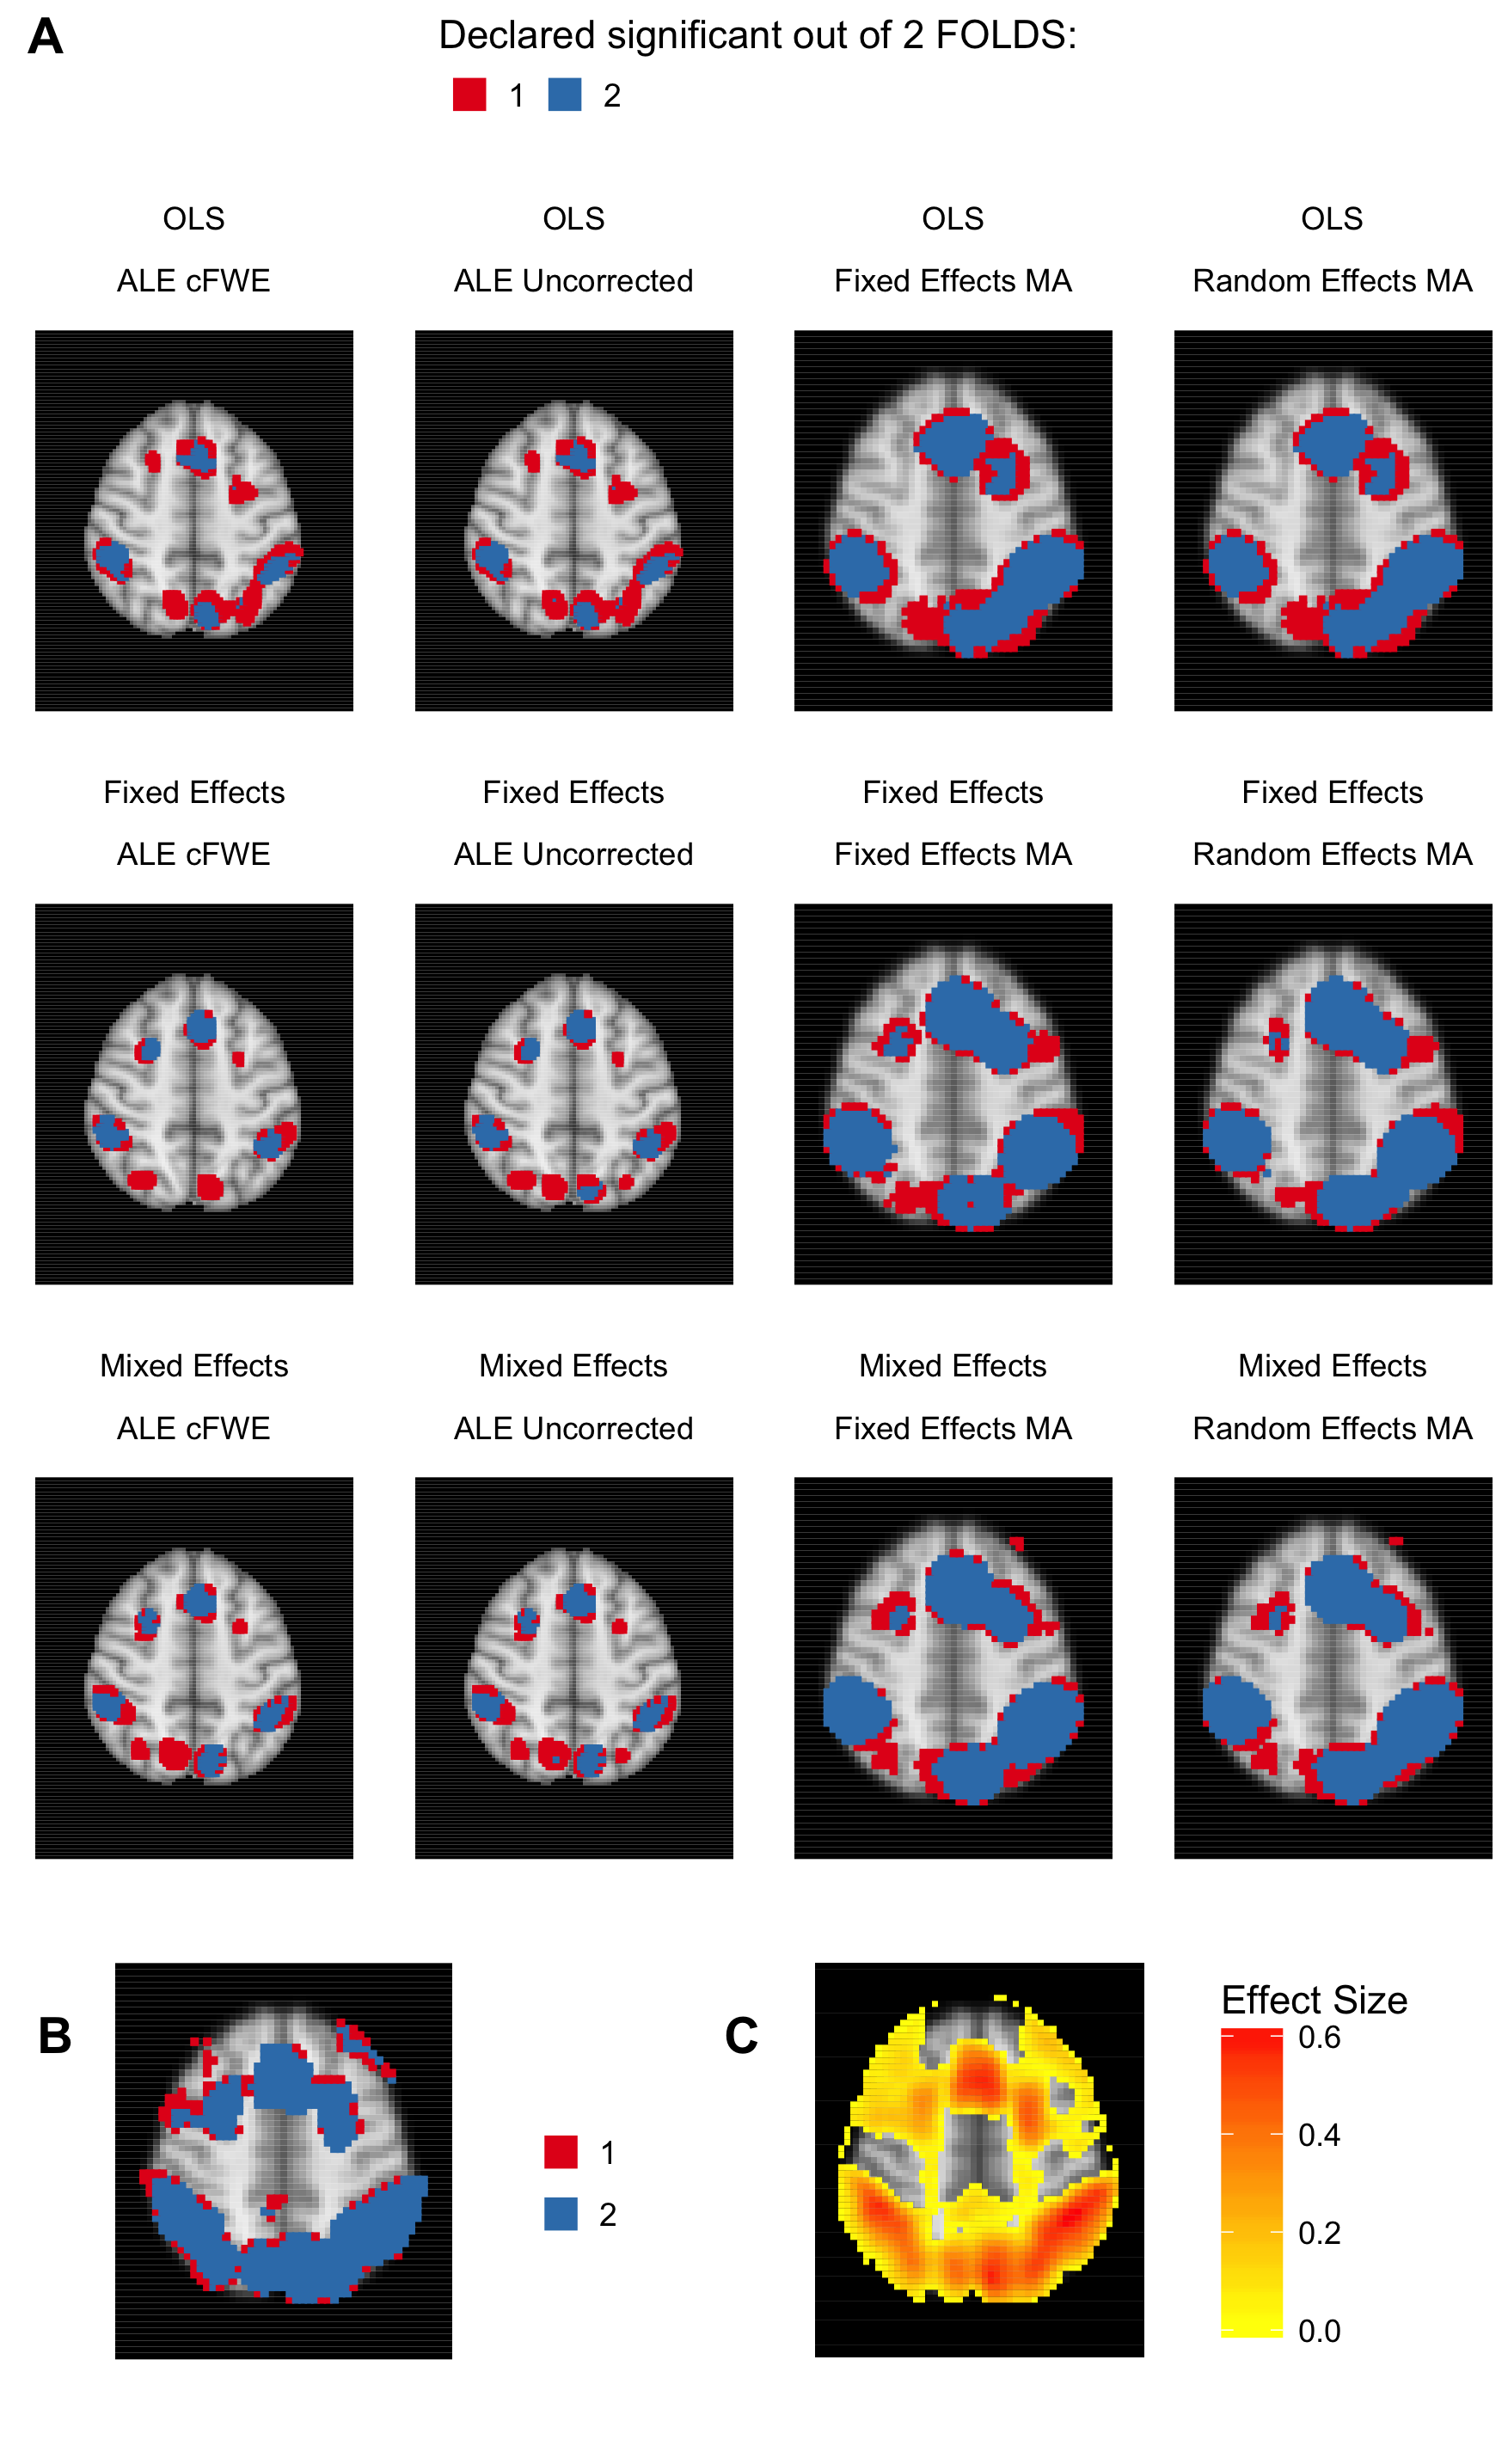 A
Declared significant out of 2 FOLDS:
1 2
OLS OLS OLS OLS
ALE cFWE ALE Uncorrected Fixed Effects MA Random Effects MA
Fixed Effects Fixed Effects Fixed Effects Fixed Effects
ALE cFWE ALE Uncorrected Fixed Effects MA Random Effects MA
Mixed Effects Mixed Effects Mixed Effects Mixed Effects
ALE cFWE ALE Uncorrected Fixed Effects MA Random Effects MA
B
1
2
C
Effect Size
0.6
0.4
0.2
0.0